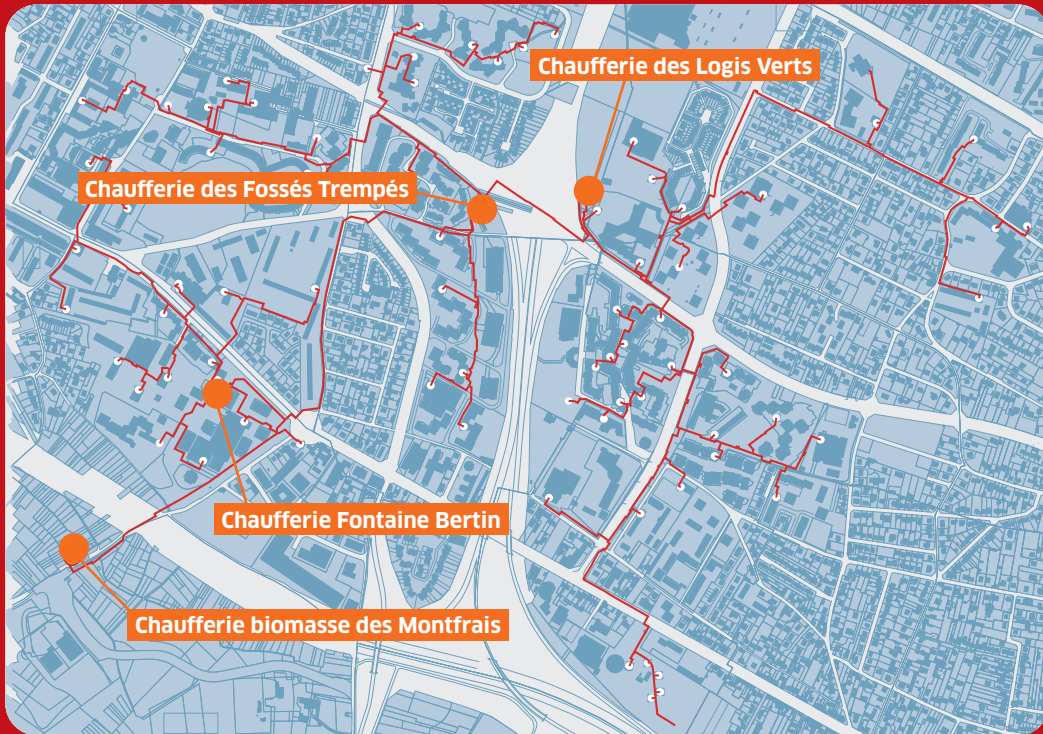 Chaufferie des Logis Verts
Chaufferie des Fossés Trempés
Chaufferie Fontaine Bertin
Chaufferie biomasse des Montfrais